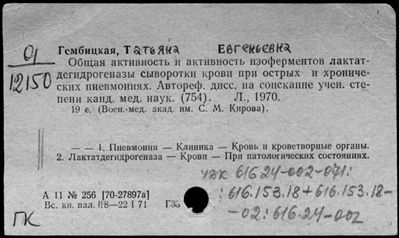 О1
12150
Гембицкая, Татьяна Евгеньевна
Общая активность и активность изоферментов лактат-
дегидрогеназы сыворотки крови при острых и хрониче-
ских пневмониях. Автореф. дисс. на соискание учен. сте-
пени канд. мед. наук. (754). Л., 1970.
19 с. (Воен.-мед. акад. им. С. М. Кирова).
— — 1. Пневмония — Клиника — Кровь и кроветворные органы.
2. Лактатдегидрогеназа — Крови — При патологических состояниях.
УДК 616.24-002-071:
:616.153.18+616.153.18-
-02:616.24-002
А 11 № 256 [70-27897а]
Вс. кн. пал. 18—22 I 71 Г35
ПК